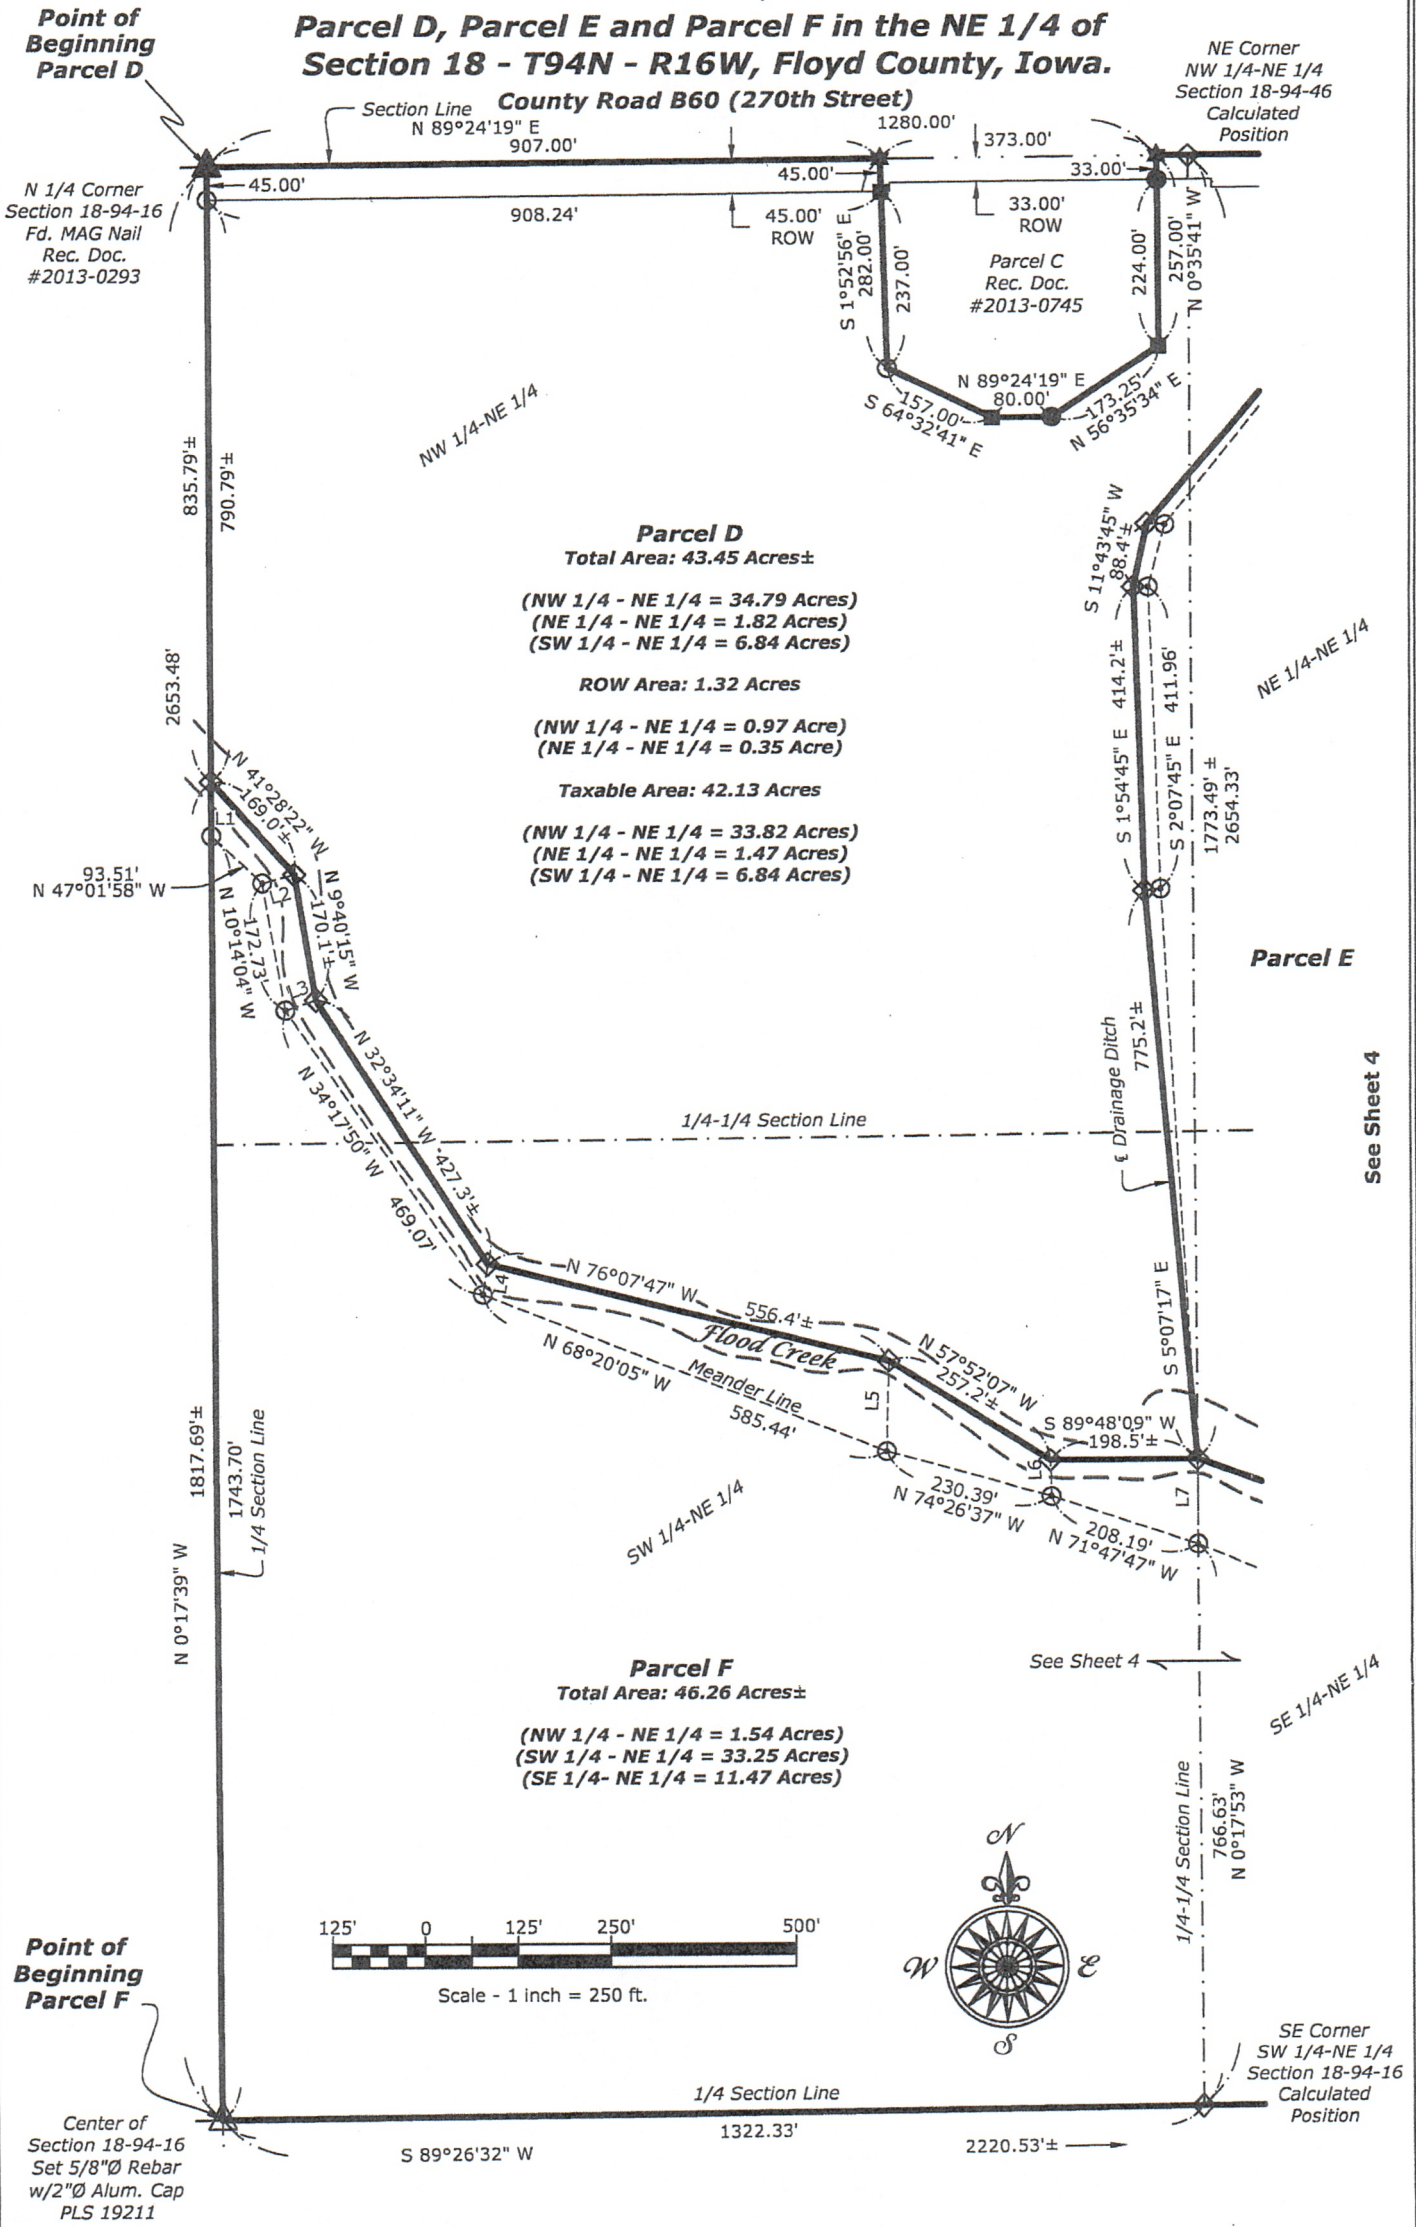 Point of
Beginning
Parcel D
Parcel D, Parcel E and Parcel F in the NE 1/4 of
Section 18 - T94N - R16W, Floyd County, Iowa.
County Road B60 (270th Street)
NE Corner
NW 1/4-NE 1/4
Section 18-94-46
Calculated
Position
Section Line
N 89°24'19" E
907.00'
1280.00'
373.00'
45.00'
45.00'
33.00'
908.24'
45.00'
ROW
33.00'
ROW
N 1/4 Corner
Section 18-94-16
Fd. MAG Nail
Rec. Doc.
#2013-0293
S 1°52'56" E
282.00'
237.00'
Parcel C
Rec. Doc.
#2013-0745
224.00'
257.00'
N 0°35'41" W
N 89°24'19" E
80.00'
157.00'
S 64°32'41" E
173.25'
N 56°35'34" E
NW 1/4-NE 1/4
835.79'±
790.79'±
S 11°43'45" W
88.4'±
Parcel D
Total Area: 43.45 Acres±
(NW 1/4 - NE 1/4 = 34.79 Acres)
(NE 1/4 - NE 1/4 = 1.82 Acres)
(SW 1/4 - NE 1/4 = 6.84 Acres)
ROW Area: 1.32 Acres
(NW 1/4 - NE 1/4 = 0.97 Acre)
(NE 1/4 - NE 1/4 = 0.35 Acre)
Taxable Area: 42.13 Acres
(NW 1/4 - NE 1/4 = 33.82 Acres)
(NE 1/4 - NE 1/4 = 1.47 Acres)
(SW 1/4 - NE 1/4 = 6.84 Acres)
NE 1/4-NE 1/4
2653.48'
S 1°54'45" E 414.2'±
S 2°07'45" E 411.96'
1773.49' ±
2654.33'
N 41°28'22" W
169.0'±
L1
93.51'
N 47°01'58" W
L2
N 9°40'15" W
170.1'±
N 10°14'04" W
172.73'
L3
Parcel E
See Sheet 4
775.2'±
℄ Drainage Ditch
S 5°07'17" E
N 32°34'11" W 427.3'±
N 34°17'50" W 469.07'
1/4-1/4 Section Line
L4
N 76°07'47" W 556.4'±
Flood Creek
N 68°20'05" W 585.44'
Meander Line
L5
N 57°52'07" W
257.2'±
S 89°48'09" W
198.5'±
L6
L7
230.39'
N 74°26'37" W
208.19'
N 71°47'47" W
SW 1/4-NE 1/4
1817.69'±
1743.70'
1/4 Section Line
N 0°17'39" W
Parcel F
Total Area: 46.26 Acres±
(NW 1/4 - NE 1/4 = 1.54 Acres)
(SW 1/4 - NE 1/4 = 33.25 Acres)
(SE 1/4- NE 1/4 = 11.47 Acres)
See Sheet 4
SE 1/4-NE 1/4
1/4-1/4 Section Line
766.63'
N 0°17'53" W
N
W
E
S
125' 0 125' 250' 500'
Scale - 1 inch = 250 ft.
Point of
Beginning
Parcel F
Center of
Section 18-94-16
Set 5/8"Ø Rebar
w/2"Ø Alum. Cap
PLS 19211
1/4 Section Line
1322.33'
S 89°26'32" W
2220.53'±
SE Corner
SW 1/4-NE 1/4
Section 18-94-16
Calculated
Position